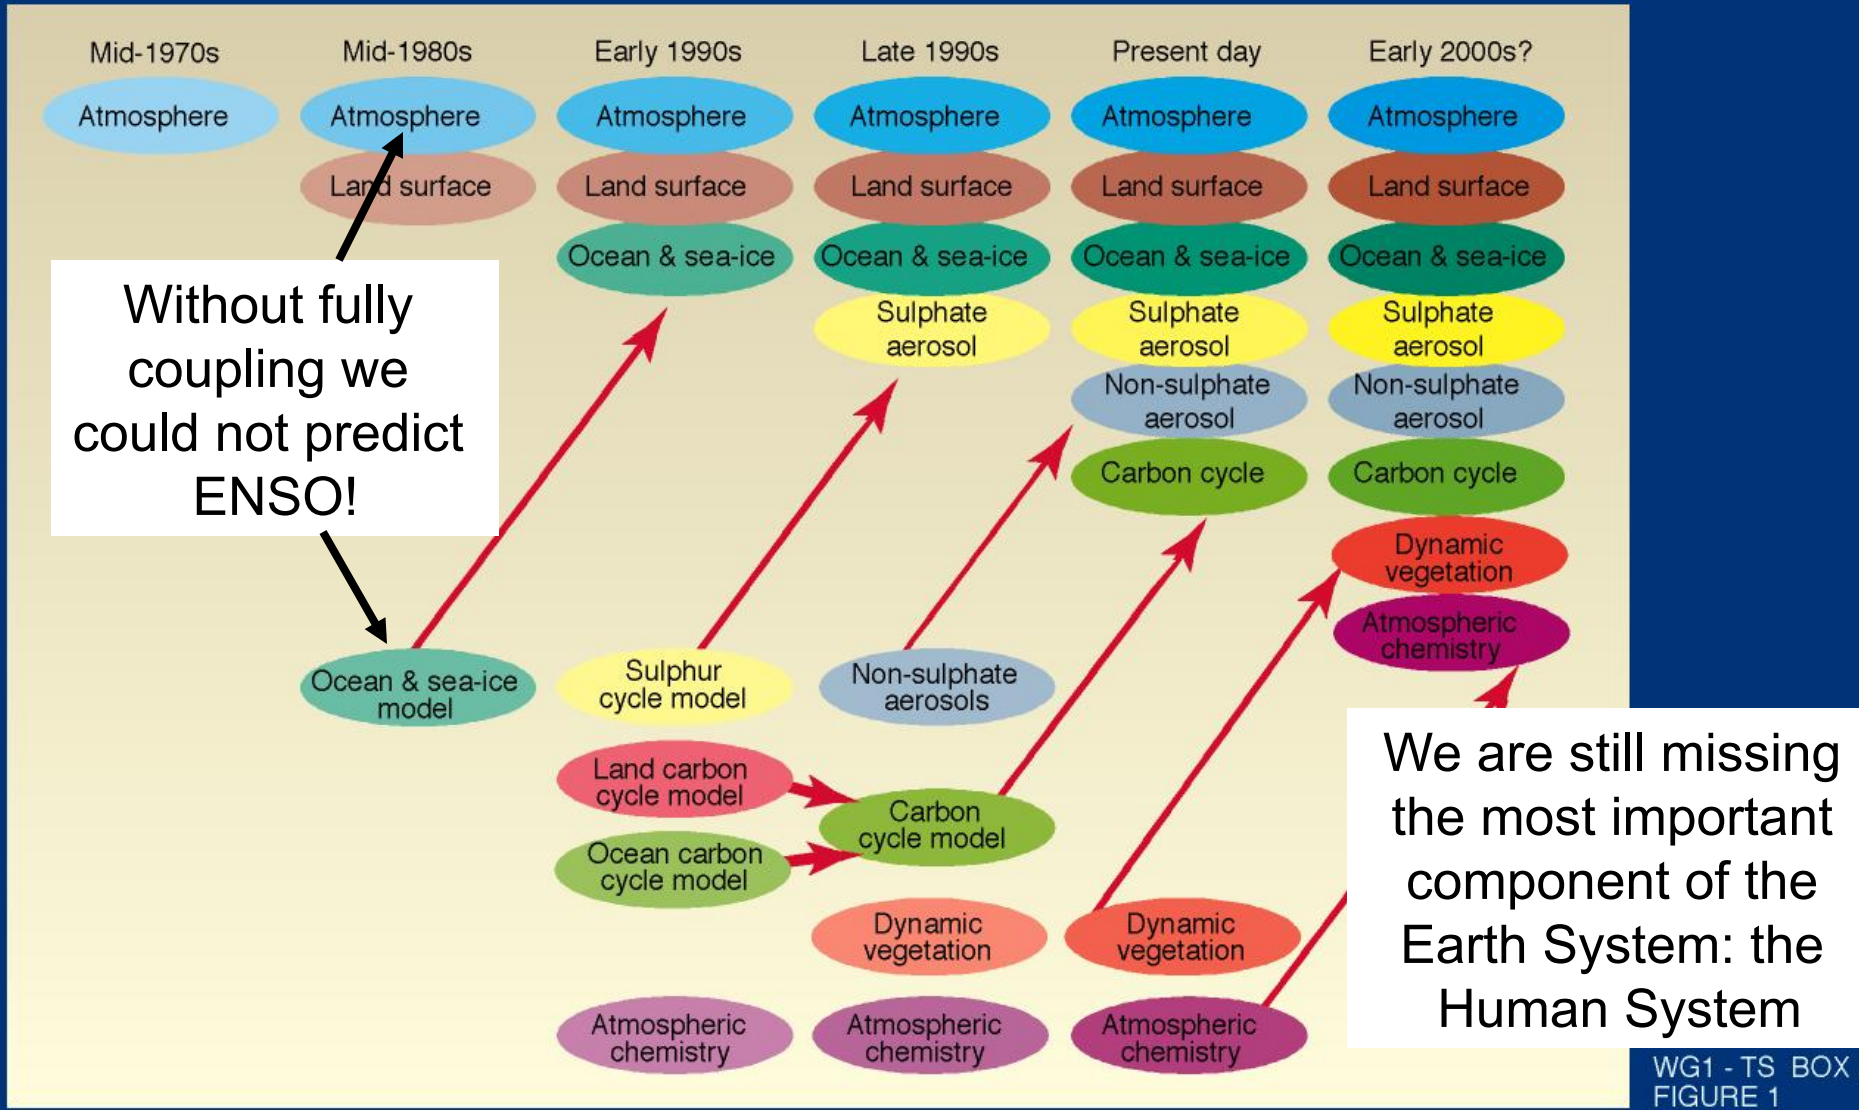 Mid-1970s
Mid-1980s
Early 1990s
Late 1990s
Present day
Early 2000s?
Atmosphere
Atmosphere
Atmosphere
Atmosphere
Atmosphere
Atmosphere
Land surface
Land surface
Land surface
Land surface
Land surface
Ocean & sea-ice
Ocean & sea-ice
Ocean & sea-ice
Ocean & sea-ice
Without fully
coupling we
could not predict
ENSO!
Sulphate
aerosol
Sulphate
aerosol
Sulphate
aerosol
Non-sulphate
aerosol
Non-sulphate
aerosol
Carbon cycle
Carbon cycle
Dynamic
vegetation
Atmospheric
chemistry
Ocean & sea-ice
model
Sulphur
cycle model
Non-sulphate
aerosols
Land carbon
cycle model
Carbon
cycle model
Ocean carbon
cycle model
Dynamic
vegetation
Dynamic
vegetation
Atmospheric
chemistry
Atmospheric
chemistry
Atmospheric
chemistry
We are still missing
the most important
component of the
Earth System: the
Human System
WG1 - TS BOX
FIGURE 1